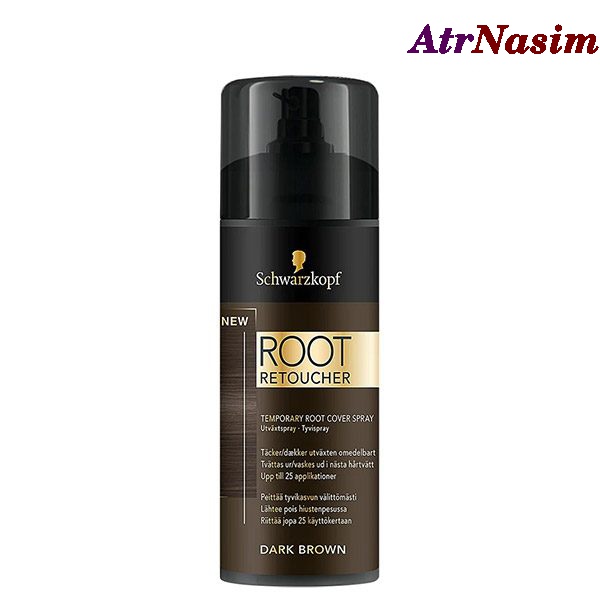 AtrNasim
Schwarzkopf
NEW
ROOT
RETOUCHER
TEMPORARY ROOT COVER SPRAY
Utväxtspray - Tyvispray
Täcker/dækker utväxten omedelbart
Tvättas ur/vaskes ud i nästa hårtvätt
Upp till 25 applikationer
Peittää tyvikasvun välittömästi
Lähtee pois hiustenpesussa
Riittää jopa 25 käyttökertaan
DARK BROWN